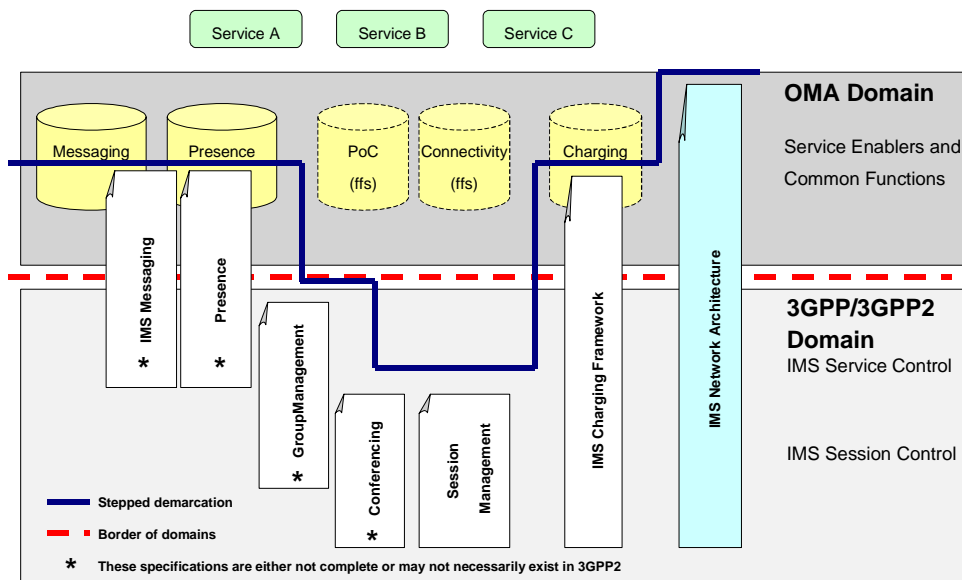 Service A
Service B
Service C
OMA Domain
Service Enablers and
Common Functions
Messaging
Presence
PoC
(ffs)
Connectivity
(ffs)
Charging
* IMS Messaging
* Presence
* GroupManagement
* Conferencing
Session
Management
IMS Charging Framework
IMS Network Architecture
3GPP/3GPP2
Domain
IMS Service Control
IMS Session Control
Stepped demarcation
Border of domains
* These specifications are either not complete or may not necessarily exist in 3GPP2